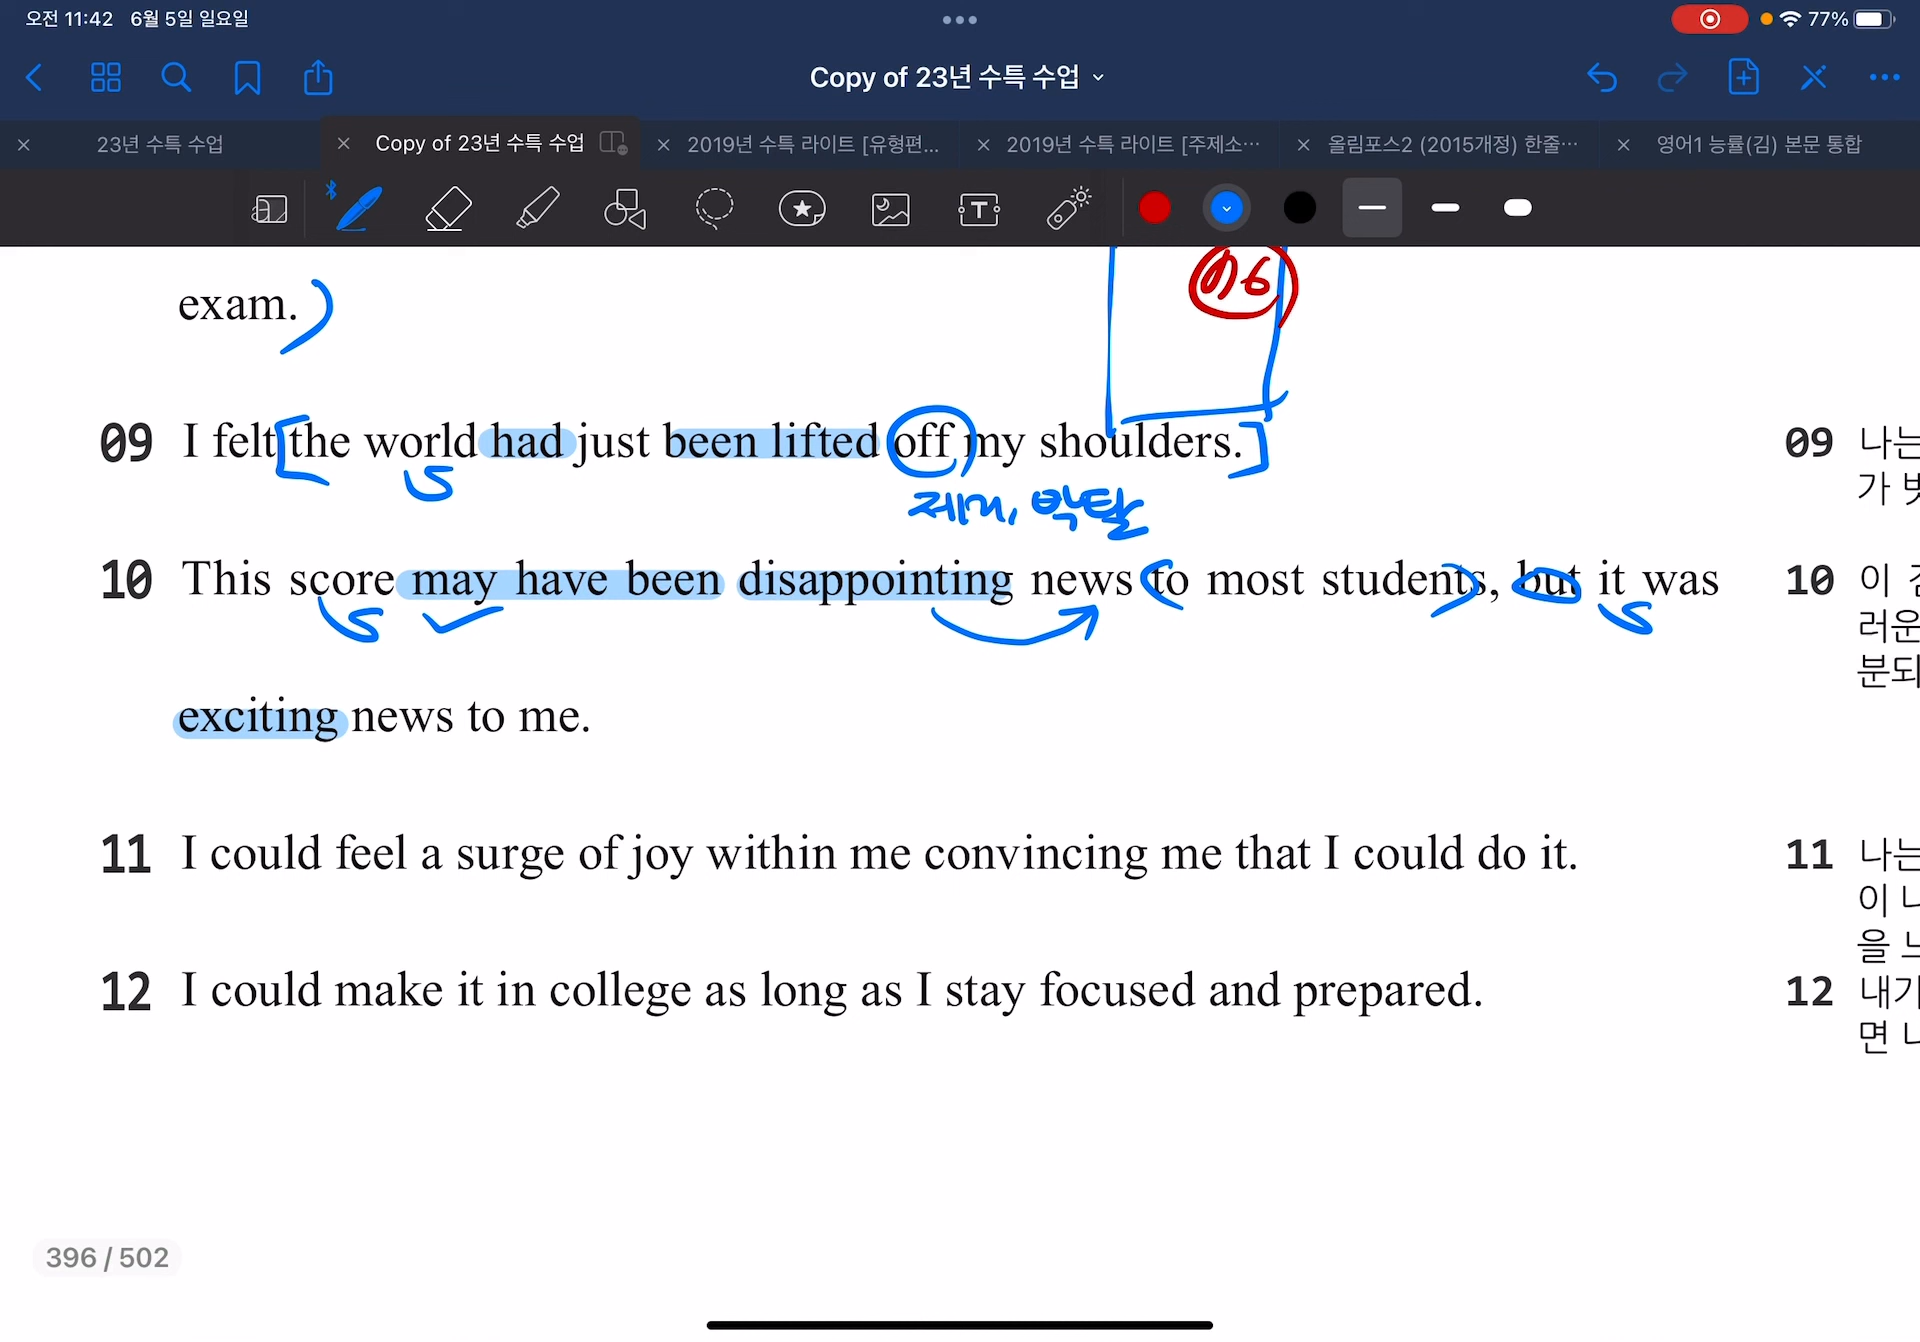 오전 11:42 6월 5일 일요일
77%
Copy of 23년 수특 수업
23년 수특 수업
Copy of 23년 수특 수업
2019년 수특 라이트 [유형편...
2019년 수특 라이트 [주제소...
올림포스2 (2015개정) 한줄...
영어1 능률(김) 본문 통합
exam.
09 I felt the world had just been lifted off my shoulders.
제거, 박탈
10 This score may have been disappointing news to most students, but it was
exciting news to me.
11 I could feel a surge of joy within me convincing me that I could do it.
12 I could make it in college as long as I stay focused and prepared.
09 나는
가 벗
10 이 점
러운
분되
11 나는
이 나
을 느
12 내가
면 나
396 / 502